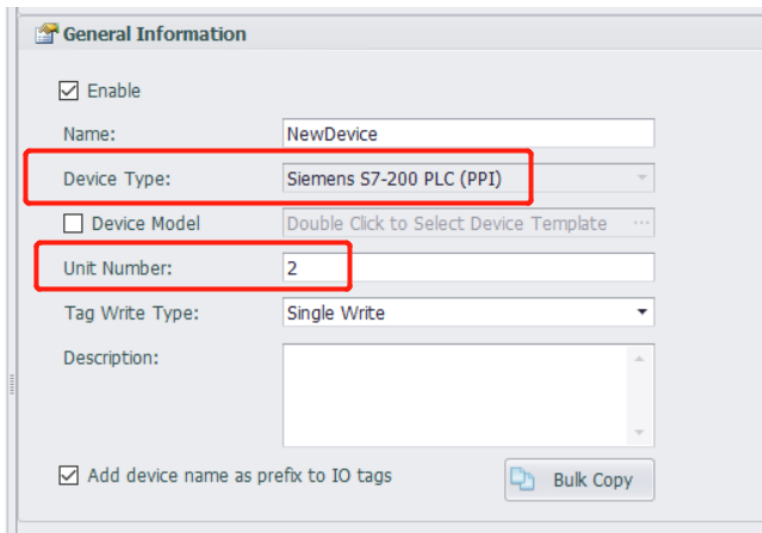 General Information
Enable
Name: NewDevice
Device Type: Siemens S7-200 PLC (PPI)
Device Model Double Click to Select Device Template ...
Unit Number: 2
Tag Write Type: Single Write
Description:
Add device name as prefix to IO tags Bulk Copy